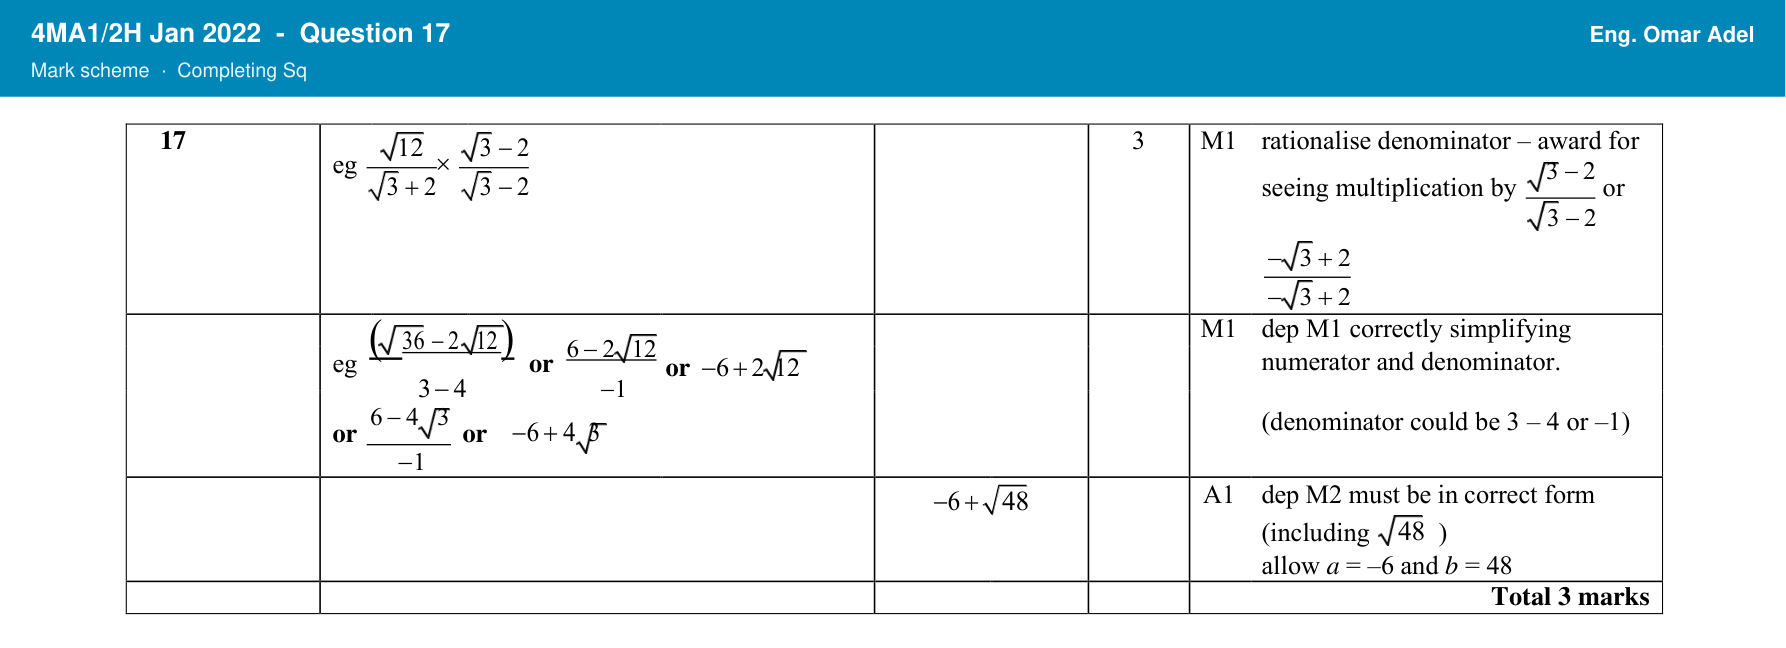 4MA1/2H Jan 2022 - Question 17
Eng. Omar Adel
Mark scheme · Completing Sq
17
eg √12/(√3 + 2) × (√3 – 2)/(√3 – 2)
3
M1 rationalise denominator – award for
seeing multiplication by (√3 – 2)/(√3 – 2) or
(–√3 + 2)/(–√3 + 2)
eg (√36 – 2√12)/(3 – 4) or (6 – 2√12)/(–1) or –6 + 2√12
or (6 – 4√3)/(–1) or –6 + 4√3
M1 dep M1 correctly simplifying
numerator and denominator.
(denominator could be 3 – 4 or –1)
–6 + √48
A1 dep M2 must be in correct form
(including √48 )
allow a = –6 and b = 48
Total 3 marks